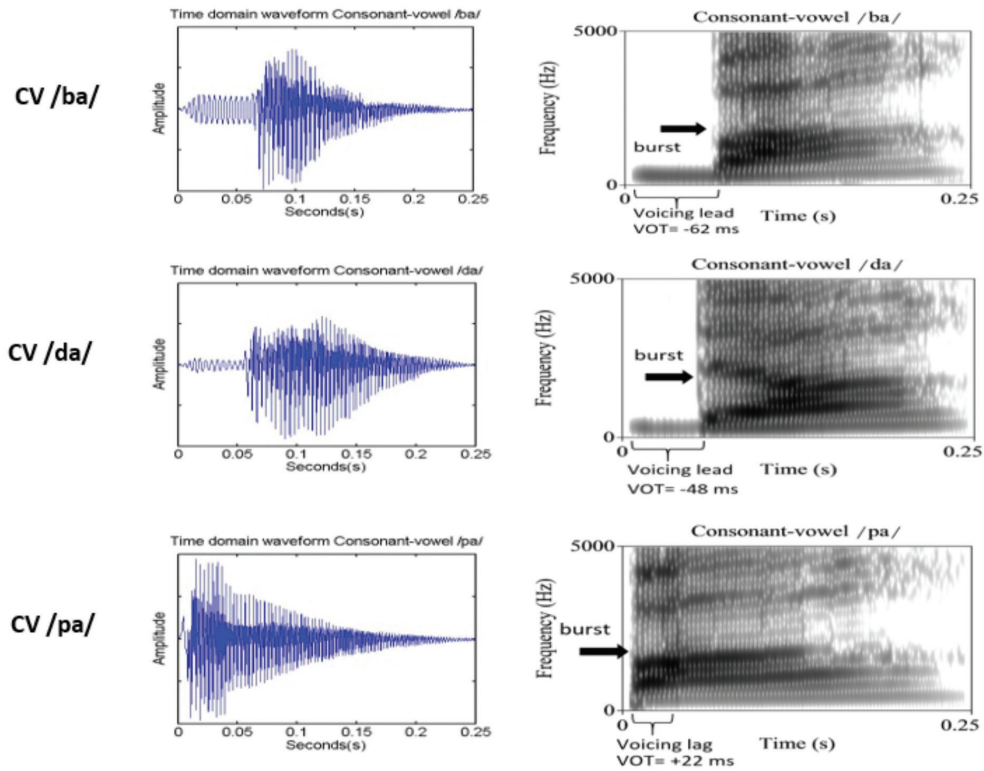 CV /ba/
Time domain waveform Consonant-vowel /ba/
Amplitude
0 0.05 0.1 0.15 0.2 0.25
Seconds(s)
Consonant-vowel /ba/
5000
Frequency (Hz)
burst
0
0 0.25
Time (s)
Voicing lead
VOT= -62 ms
CV /da/
Time domain waveform Consonant-vowel /da/
Amplitude
0 0.05 0.1 0.15 0.2 0.25
Seconds(s)
Consonant-vowel /da/
5000
Frequency (Hz)
burst
0
0 0.25
Time (s)
Voicing lead
VOT= -48 ms
CV /pa/
Time domain waveform Consonant-vowel /pa/
Amplitude
0 0.05 0.1 0.15 0.2 0.25
Seconds(s)
Consonant-vowel /pa/
5000
Frequency (Hz)
burst
0
0 0.25
Time (s)
Voicing lag
VOT= +22 ms